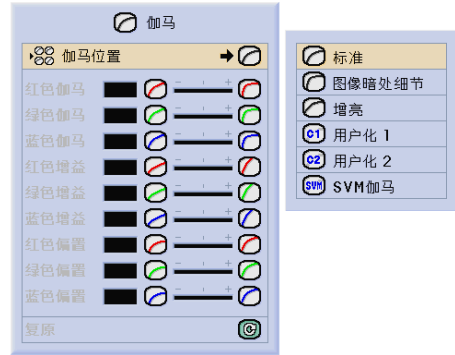 伽马
伽马位置
红色伽马
绿色伽马
蓝色伽马
红色增益
绿色增益
蓝色增益
红色偏置
绿色偏置
蓝色偏置
复原
标准
图像暗处细节
增亮
C1 用户化 1
C2 用户化 2
SVM SVM伽马